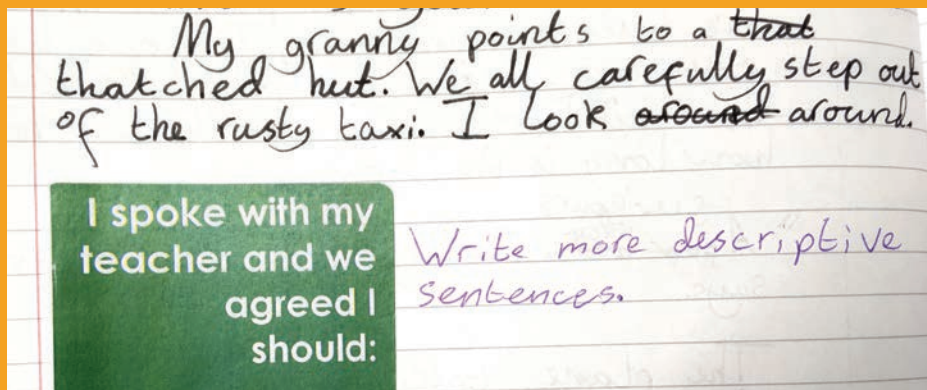 My granny points to a that
thatched hut. We all carefully step out
of the rusty taxi. I look around around.
I spoke with my
teacher and we
agreed I
should:
Write more descriptive
sentences.